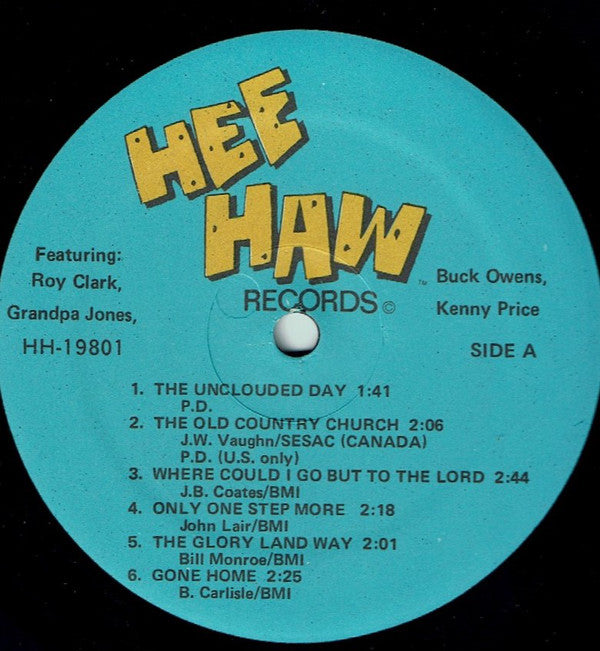 HEE
HAW ™
RECORDS ©
Featuring:
Roy Clark,
Grandpa Jones,
HH-19801
Buck Owens,
Kenny Price
SIDE A
1. THE UNCLOUDED DAY 1:41
P.D.
2. THE OLD COUNTRY CHURCH 2:06
J.W. Vaughn/SESAC (CANADA)
P.D. (U.S. only)
3. WHERE COULD I GO BUT TO THE LORD 2:44
J.B. Coates/BMI
4. ONLY ONE STEP MORE 2:18
John Lair/BMI
5. THE GLORY LAND WAY 2:01
Bill Monroe/BMI
6. GONE HOME 2:25
B. Carlisle/BMI